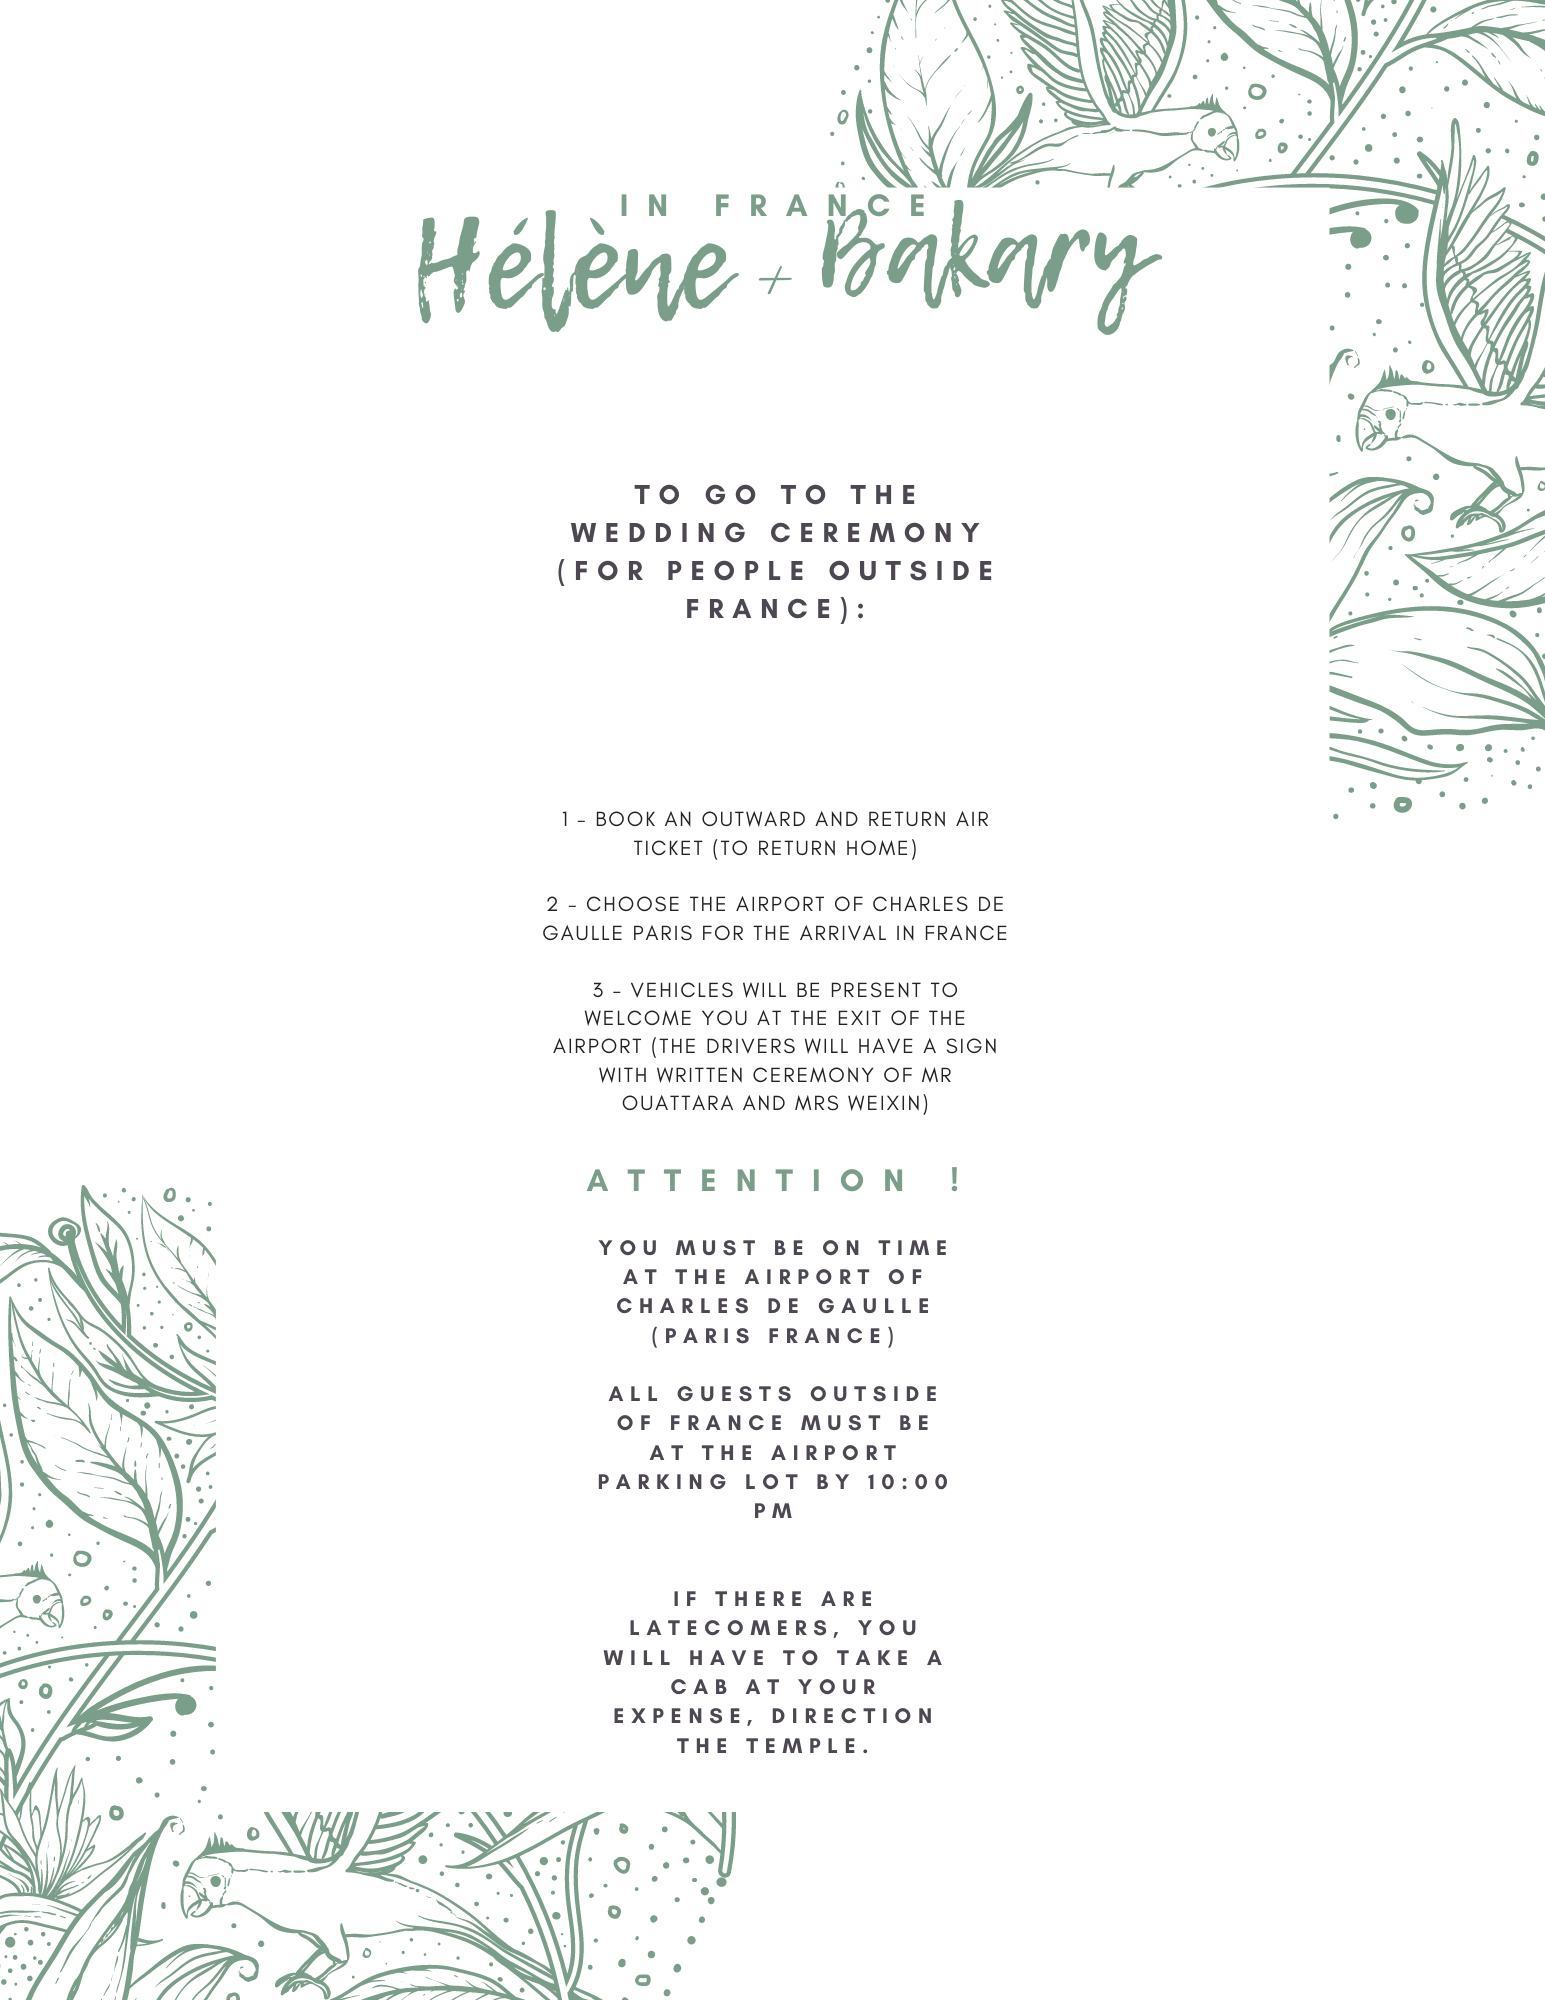 IN FRANCE
Hélène + Bakary
TO GO TO THE
WEDDING CEREMONY
(FOR PEOPLE OUTSIDE
FRANCE):
1 - BOOK AN OUTWARD AND RETURN AIR
TICKET (TO RETURN HOME)
2 - CHOOSE THE AIRPORT OF CHARLES DE
GAULLE PARIS FOR THE ARRIVAL IN FRANCE
3 - VEHICLES WILL BE PRESENT TO
WELCOME YOU AT THE EXIT OF THE
AIRPORT (THE DRIVERS WILL HAVE A SIGN
WITH WRITTEN CEREMONY OF MR
OUATTARA AND MRS WEIXIN)
ATTENTION !
YOU MUST BE ON TIME
AT THE AIRPORT OF
CHARLES DE GAULLE
(PARIS FRANCE)
ALL GUESTS OUTSIDE
OF FRANCE MUST BE
AT THE AIRPORT
PARKING LOT BY 10:00
PM
IF THERE ARE
LATECOMERS, YOU
WILL HAVE TO TAKE A
CAB AT YOUR
EXPENSE, DIRECTION
THE TEMPLE.